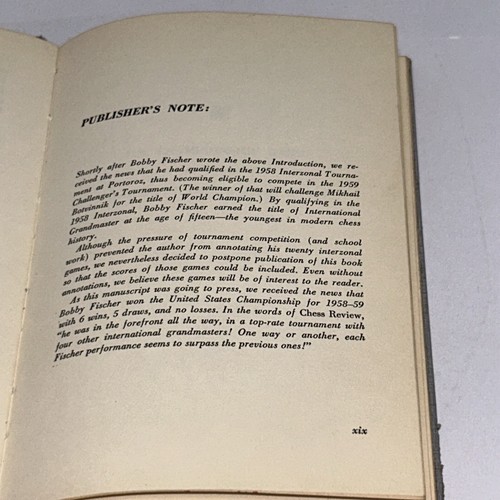 PUBLISHER'S NOTE:
Shortly after Bobby Fischer wrote the above Introduction, we re-
ceived the news that he had qualified in the 1958 Interzonal Tourna-
ment at Portoroz, thus becoming eligible to compete in the 1959
Challenger's Tournament. (The winner of that will challenge Mikhail
Botvinnik for the title of World Champion.) By qualifying in the
1958 Interzonal, Bobby Fischer earned the title of International
Grandmaster at the age of fifteen—the youngest in modern chess
history.
Although the pressure of tournament competition (and school
work) prevented the author from annotating his twenty interzonal
games, we nevertheless decided to postpone publication of this book
so that the scores of those games could be included. Even without
annotations, we believe these games will be of interest to the reader.
As this manuscript was going to press, we received the news that
Bobby Fischer won the United States Championship for 1958–59
with 6 wins, 5 draws, and no losses. In the words of Chess Review,
"he was in the forefront all the way, in a top-rate tournament with
four other international grandmasters! One way or another, each
Fischer performance seems to surpass the previous ones!"
xix